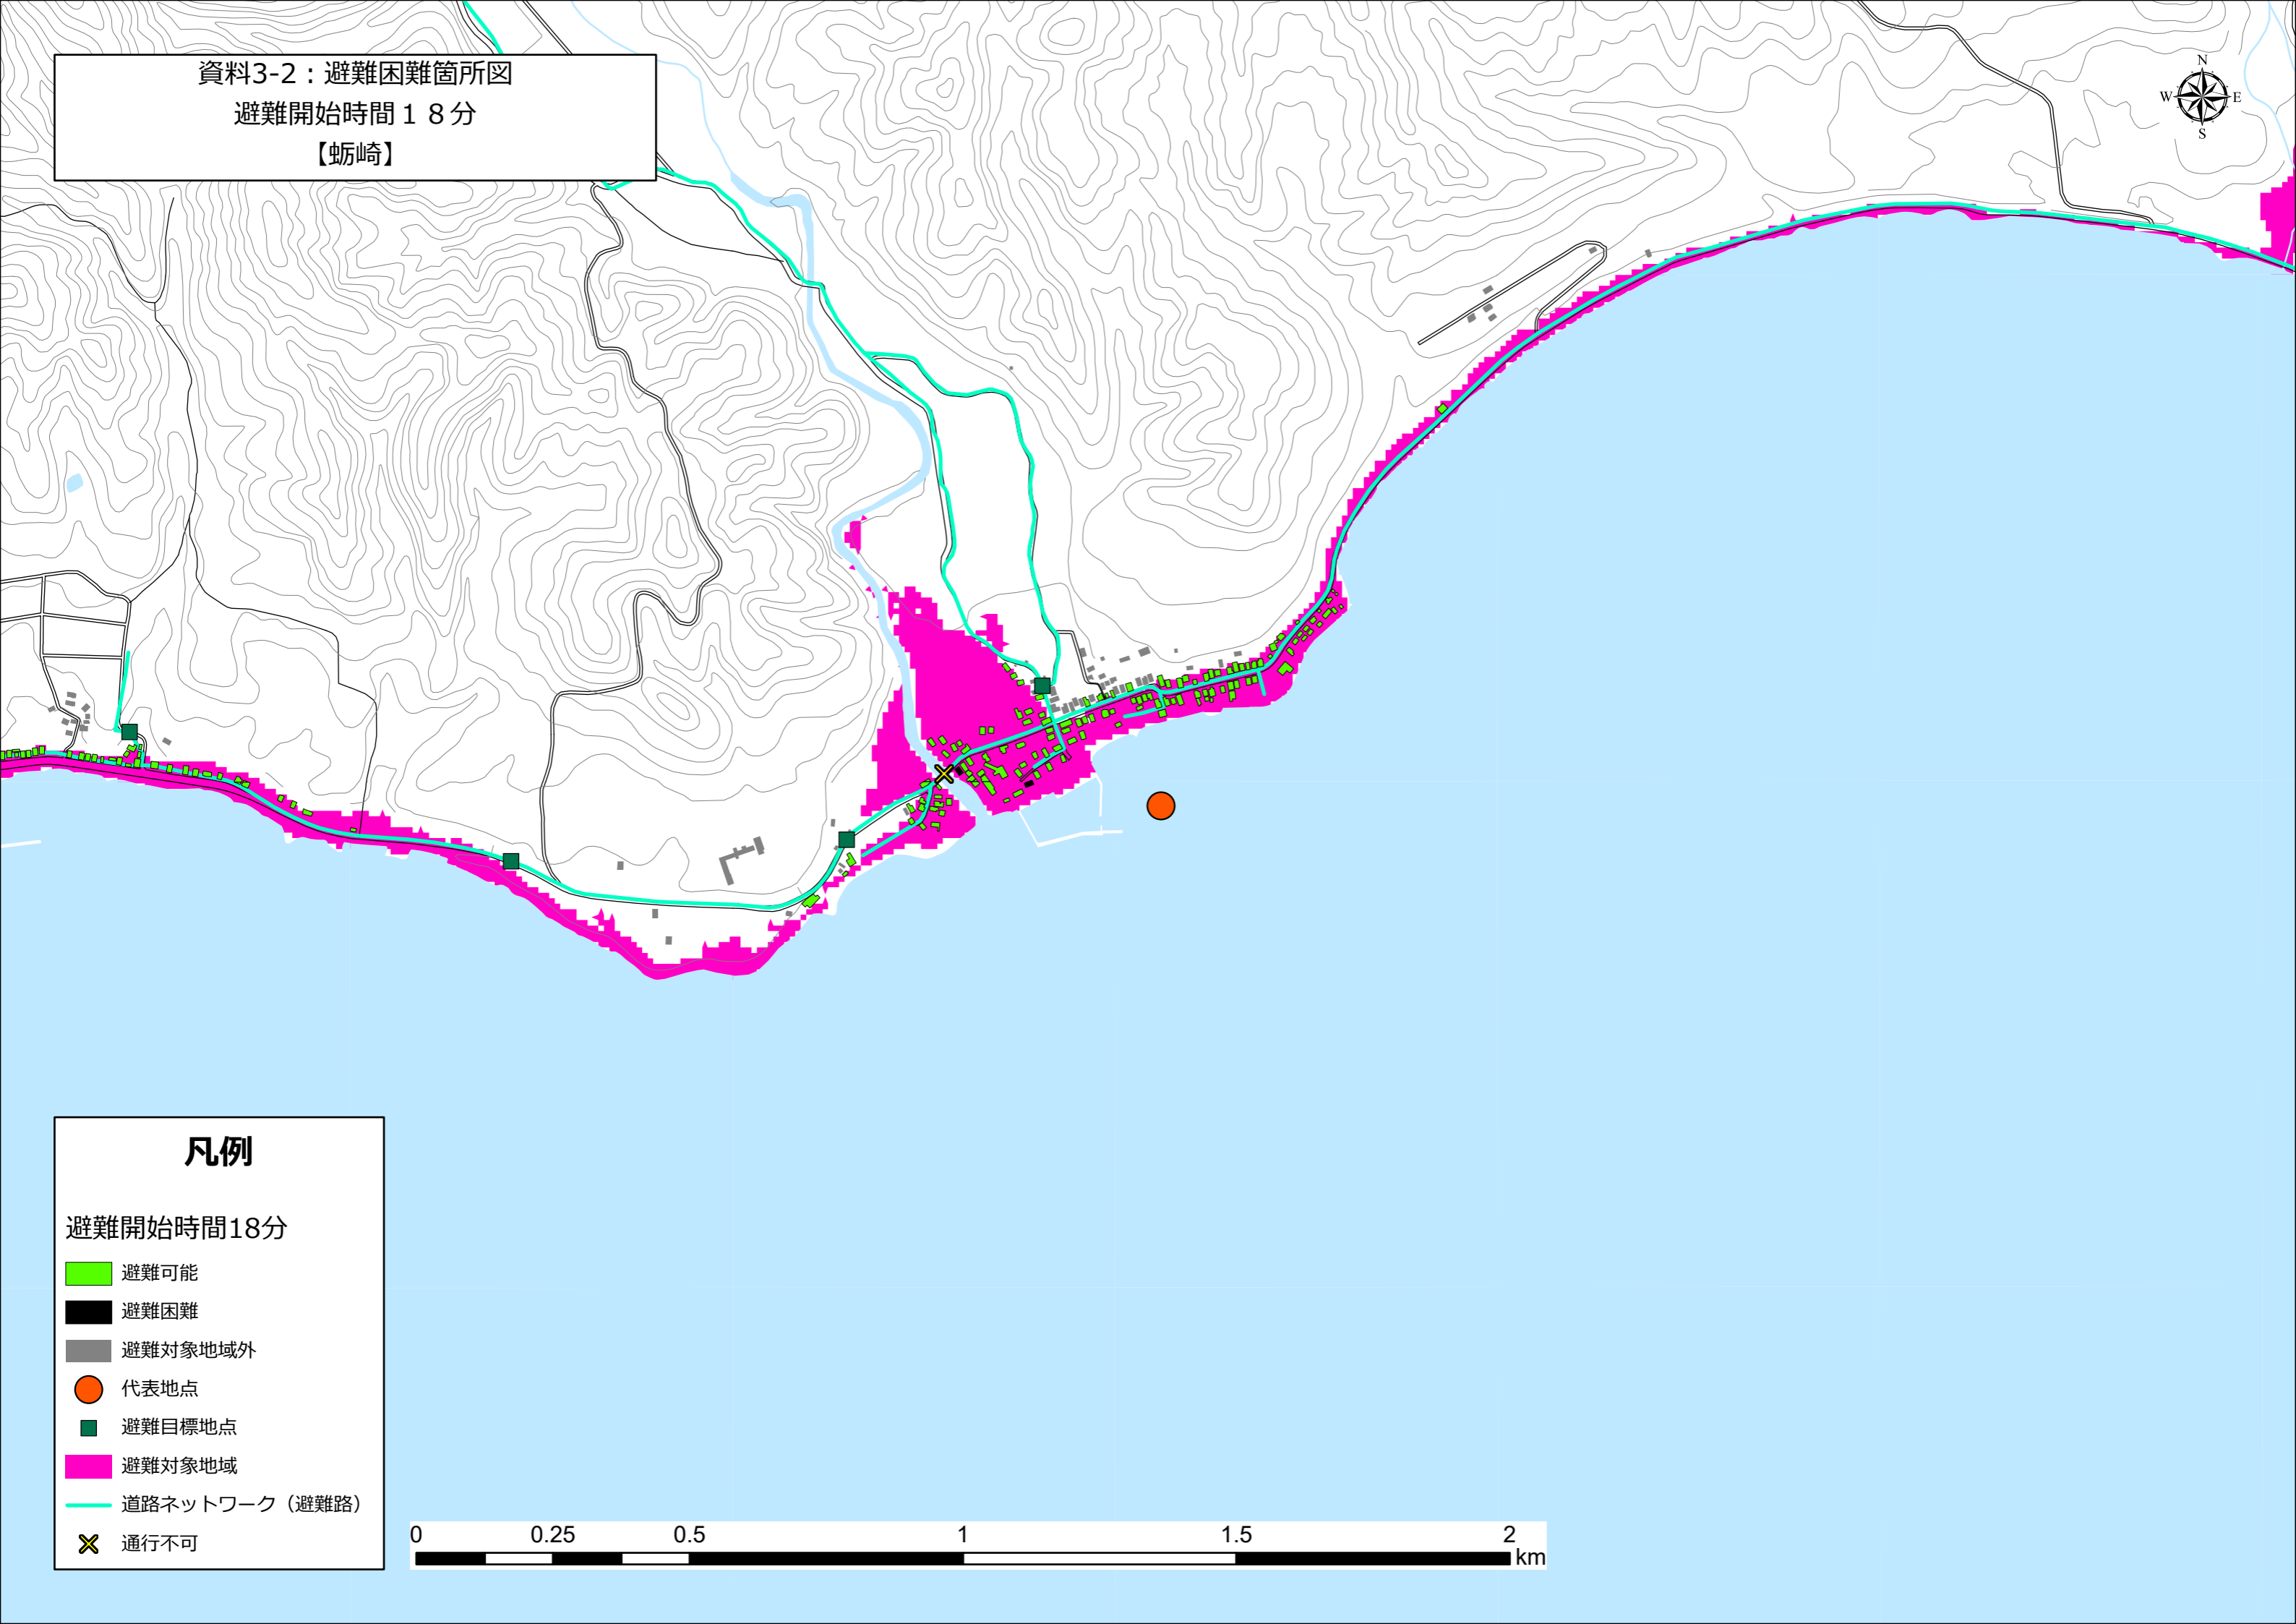 資料3-2：避難困難箇所図
避難開始時間１８分
【蛎崎】
N
W E
S
凡例
避難開始時間18分
避難可能
避難困難
避難対象地域外
代表地点
避難目標地点
避難対象地域
道路ネットワーク（避難路）
通行不可
0 0.25 0.5 1 1.5 2
km